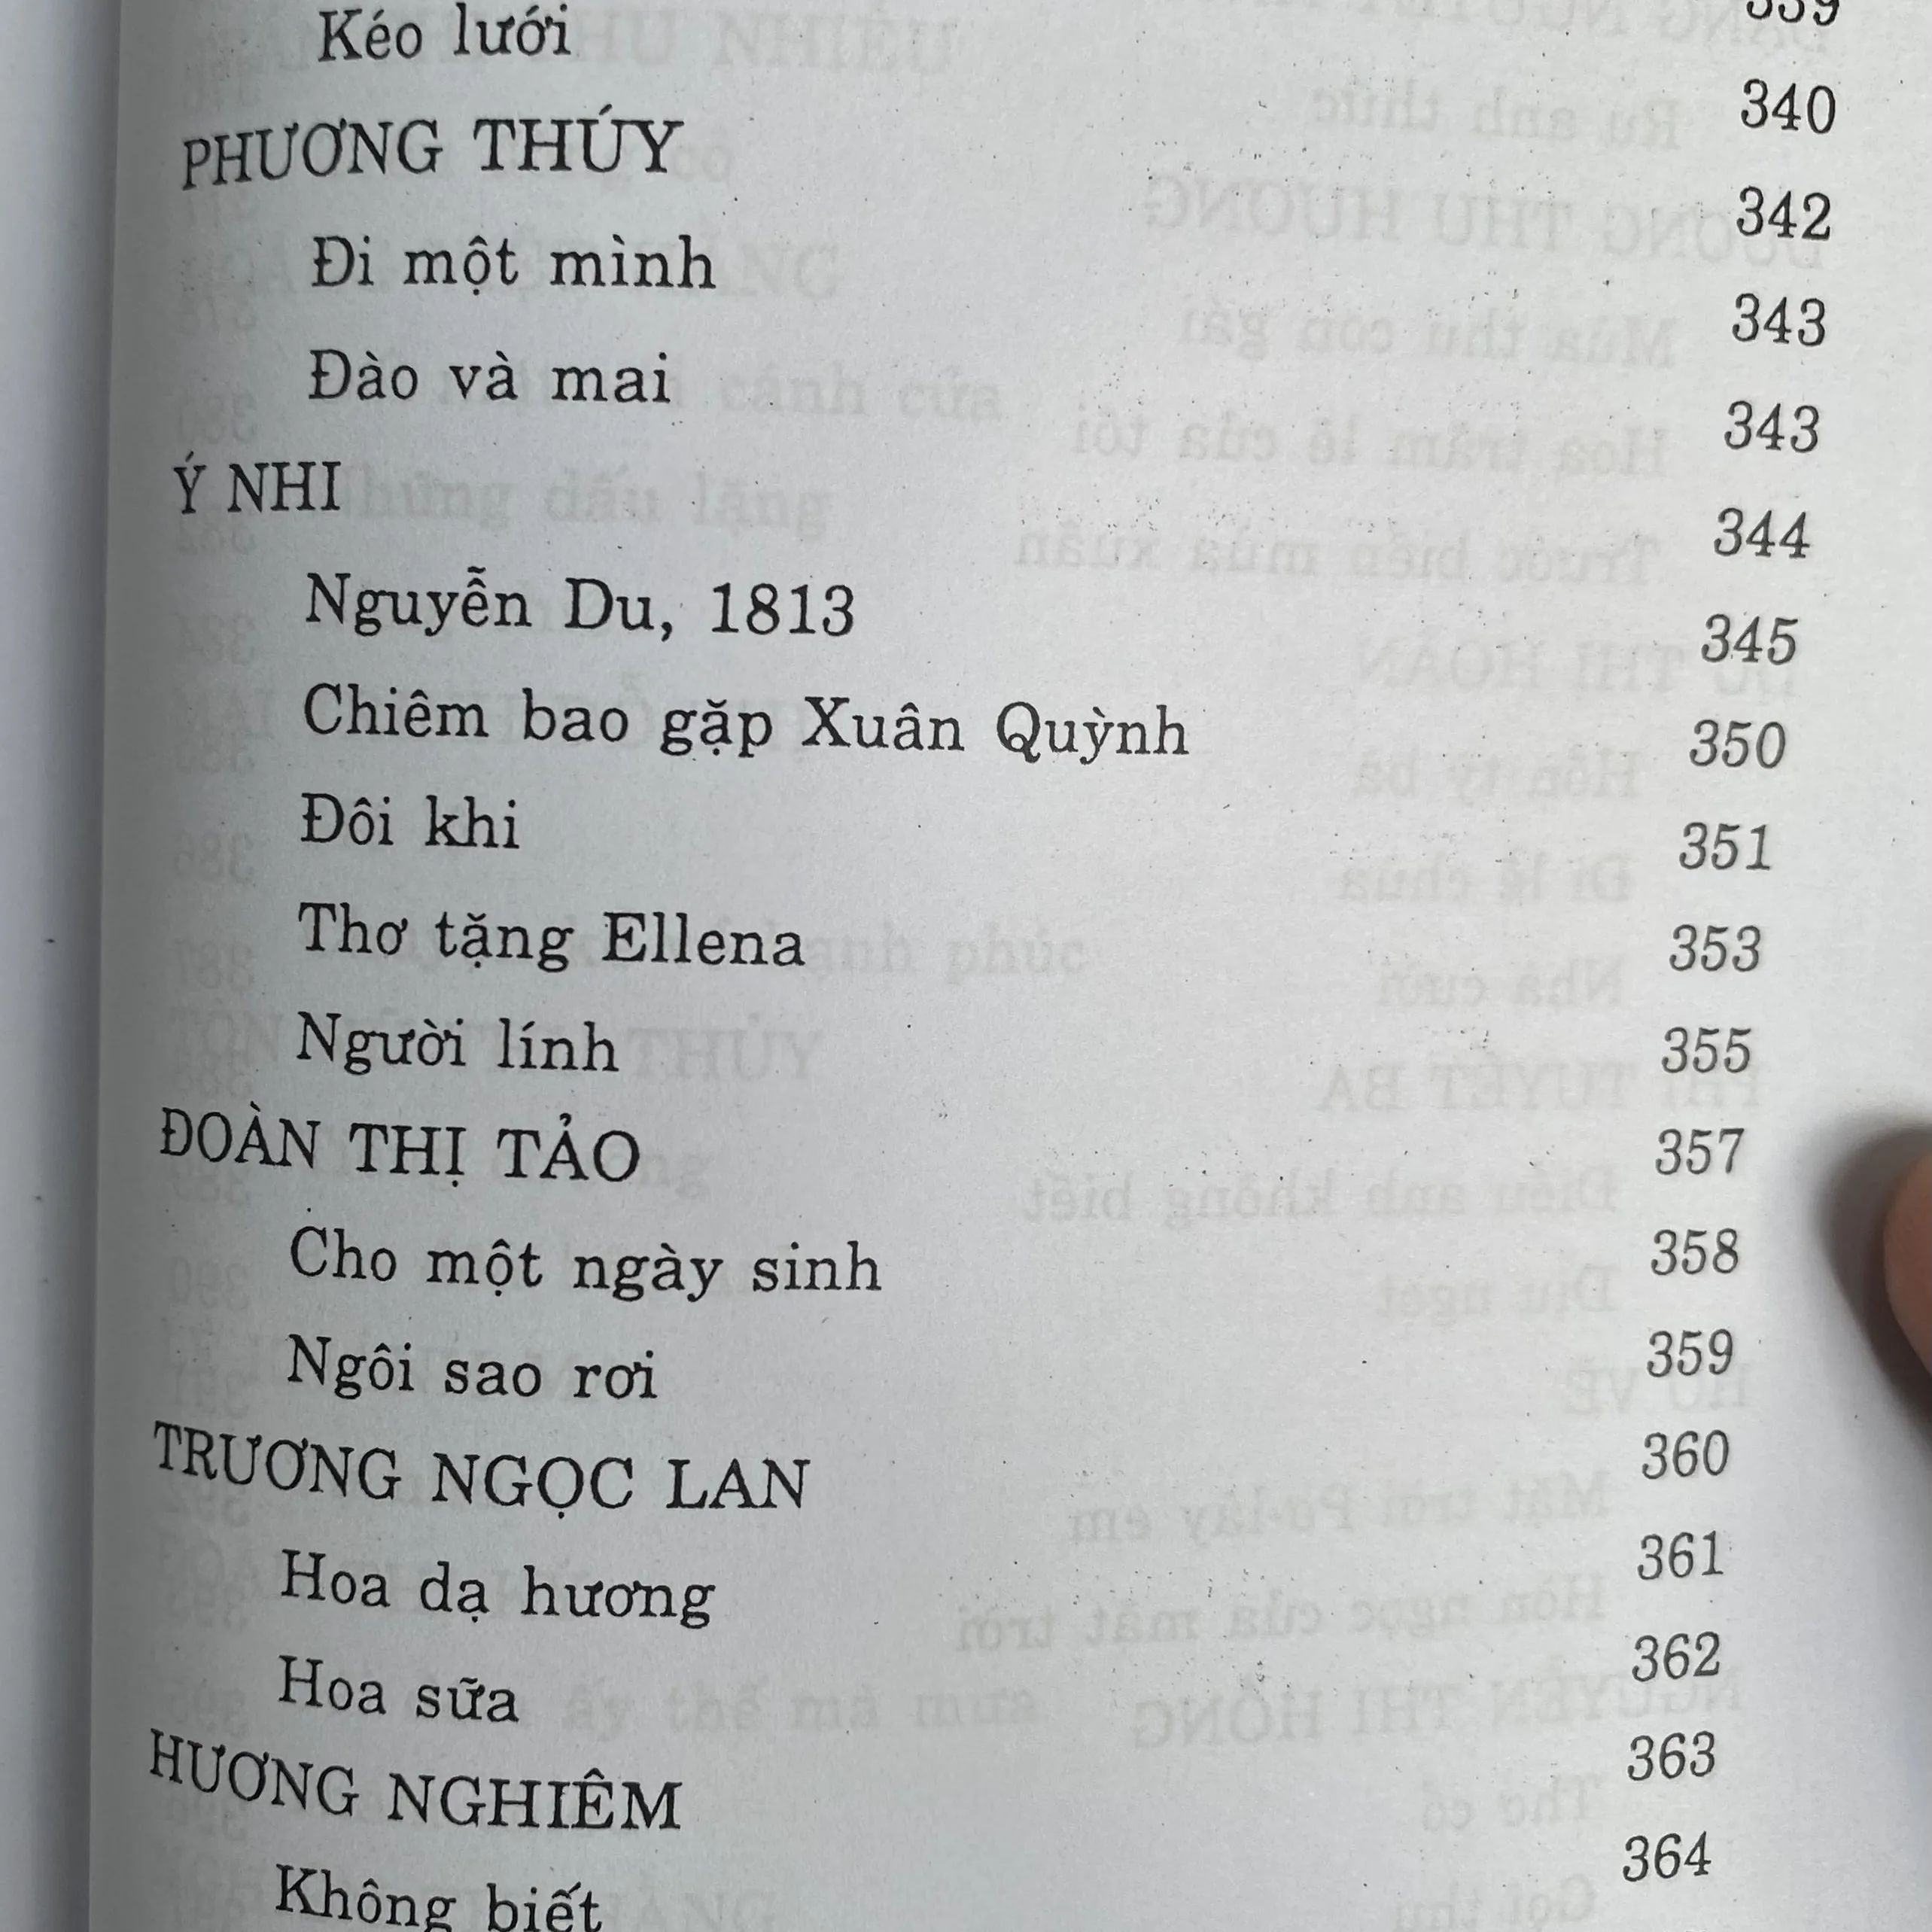 339
Kéo lưới 340
PHƯƠNG THÚY 342
Đi một mình 343
Đào và mai 343
Ý NHI 344
Nguyễn Du, 1813 345
Chiêm bao gặp Xuân Quỳnh 350
Đôi khi 351
Thơ tặng Ellena 353
Người lính 355
ĐOÀN THỊ TẢO 357
Cho một ngày sinh 358
Ngôi sao rơi 359
TRƯƠNG NGỌC LAN 360
Hoa dạ hương 361
Hoa sữa 362
HƯƠNG NGHIÊM 363
Không biết 364